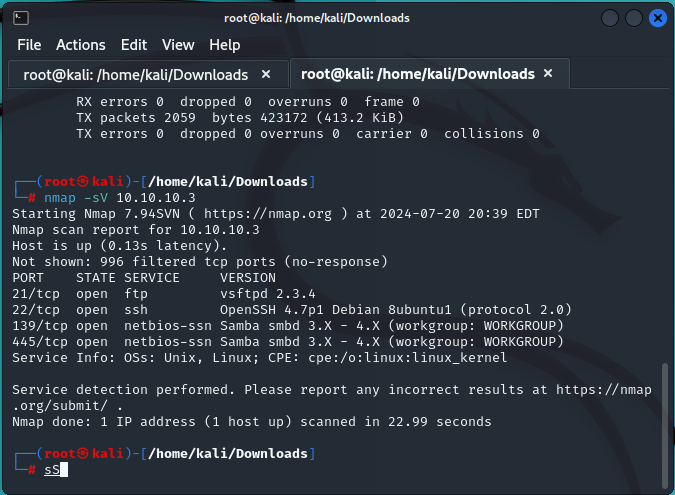 root@kali: /home/kali/Downloads
File Actions Edit View Help
root@kali: /home/kali/Downloads × root@kali: /home/kali/Downloads ×
RX errors 0 dropped 0 overruns 0 frame 0
TX packets 2059 bytes 423172 (413.2 KiB)
TX errors 0 dropped 0 overruns 0 carrier 0 collisions 0
┌──(root㉿kali)-[/home/kali/Downloads]
└─# nmap -sV 10.10.10.3
Starting Nmap 7.94SVN ( https://nmap.org ) at 2024-07-20 20:39 EDT
Nmap scan report for 10.10.10.3
Host is up (0.13s latency).
Not shown: 996 filtered tcp ports (no-response)
PORT STATE SERVICE VERSION
21/tcp open ftp vsftpd 2.3.4
22/tcp open ssh OpenSSH 4.7p1 Debian 8ubuntu1 (protocol 2.0)
139/tcp open netbios-ssn Samba smbd 3.X - 4.X (workgroup: WORKGROUP)
445/tcp open netbios-ssn Samba smbd 3.X - 4.X (workgroup: WORKGROUP)
Service Info: OSs: Unix, Linux; CPE: cpe:/o:linux:linux_kernel
Service detection performed. Please report any incorrect results at https://nmap
.org/submit/ .
Nmap done: 1 IP address (1 host up) scanned in 22.99 seconds
┌──(root㉿kali)-[/home/kali/Downloads]
└─# sS